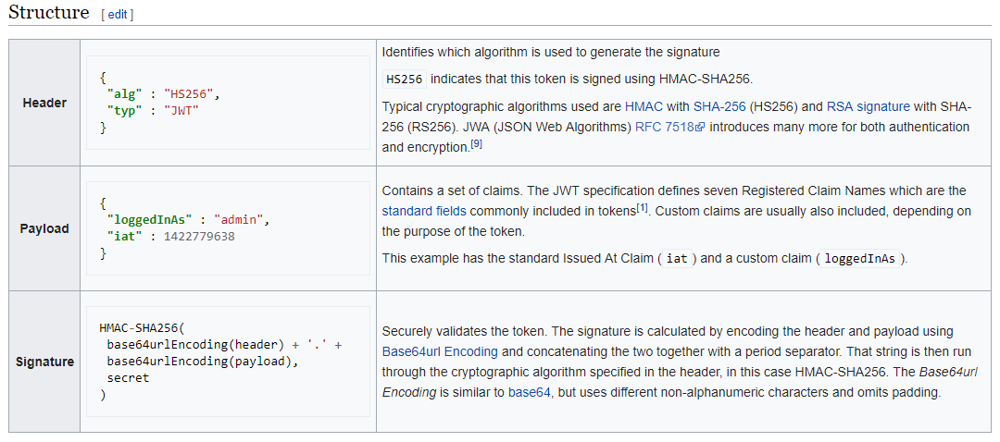 Structure [ edit ]
Header
{
"alg" : "HS256",
"typ" : "JWT"
}
Identifies which algorithm is used to generate the signature
HS256 indicates that this token is signed using HMAC-SHA256.
Typical cryptographic algorithms used are HMAC with SHA-256 (HS256) and RSA signature with SHA-
256 (RS256). JWA (JSON Web Algorithms) RFC 7518 introduces many more for both authentication
and encryption.[9]
Payload
{
"loggedInAs" : "admin",
"iat" : 1422779638
}
Contains a set of claims. The JWT specification defines seven Registered Claim Names which are the
standard fields commonly included in tokens[1]. Custom claims are usually also included, depending on
the purpose of the token.
This example has the standard Issued At Claim ( iat ) and a custom claim ( loggedInAs ).
Signature
HMAC-SHA256(
base64urlEncoding(header) + '.' +
base64urlEncoding(payload),
secret
)
Securely validates the token. The signature is calculated by encoding the header and payload using
Base64url Encoding and concatenating the two together with a period separator. That string is then run
through the cryptographic algorithm specified in the header, in this case HMAC-SHA256. The Base64url
Encoding is similar to base64, but uses different non-alphanumeric characters and omits padding.